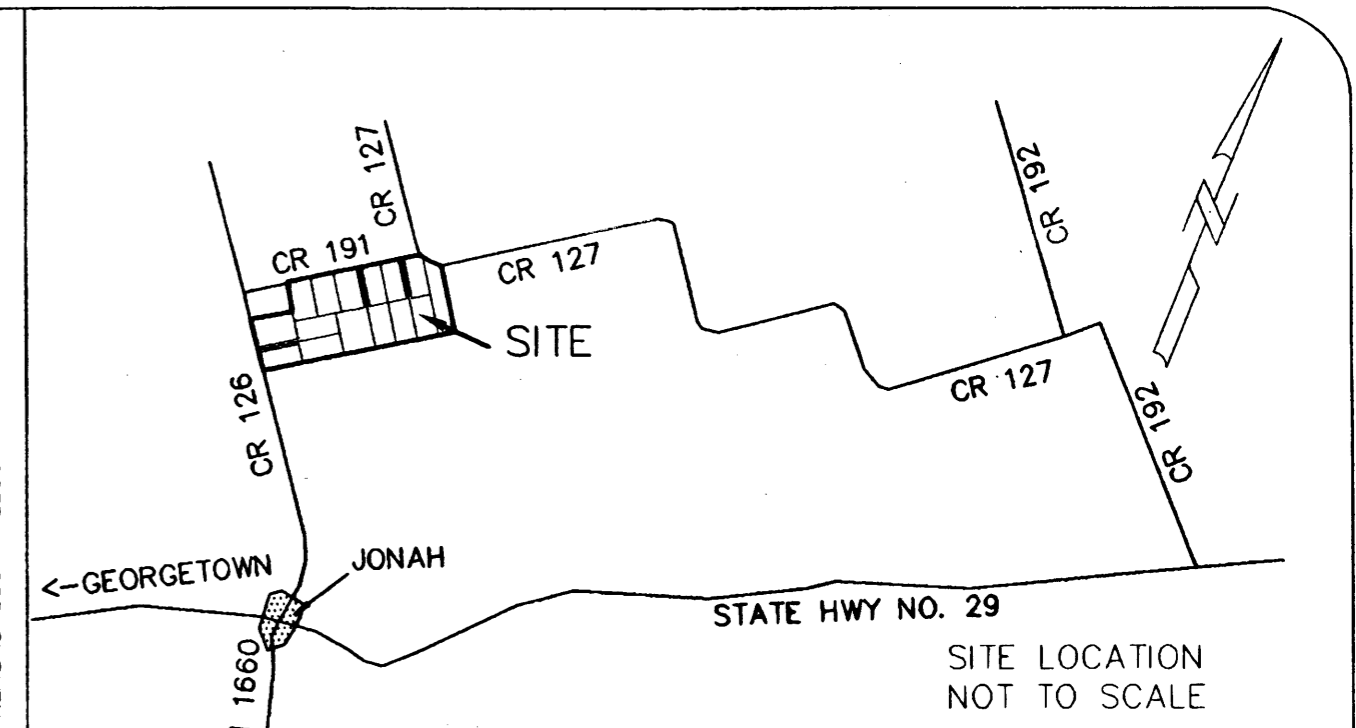 CR 127
CR 192
CR 191
CR 127
SITE
CR 127
CR 126
CR 192
<-GEORGETOWN
JONAH
STATE HWY NO. 29
1660
SITE LOCATION
NOT TO SCALE
N